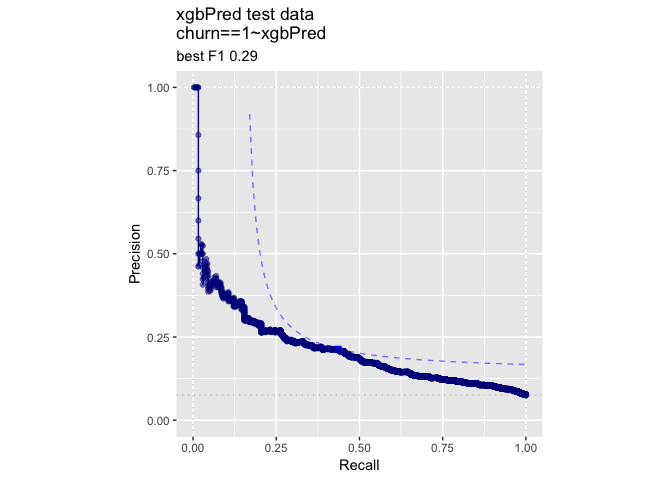 xgbPred test data
churn==1~xgbPred
best F1 0.29
1.00
0.75
0.50
0.25
0.00
Precision
0.00 0.25 0.50 0.75 1.00
Recall